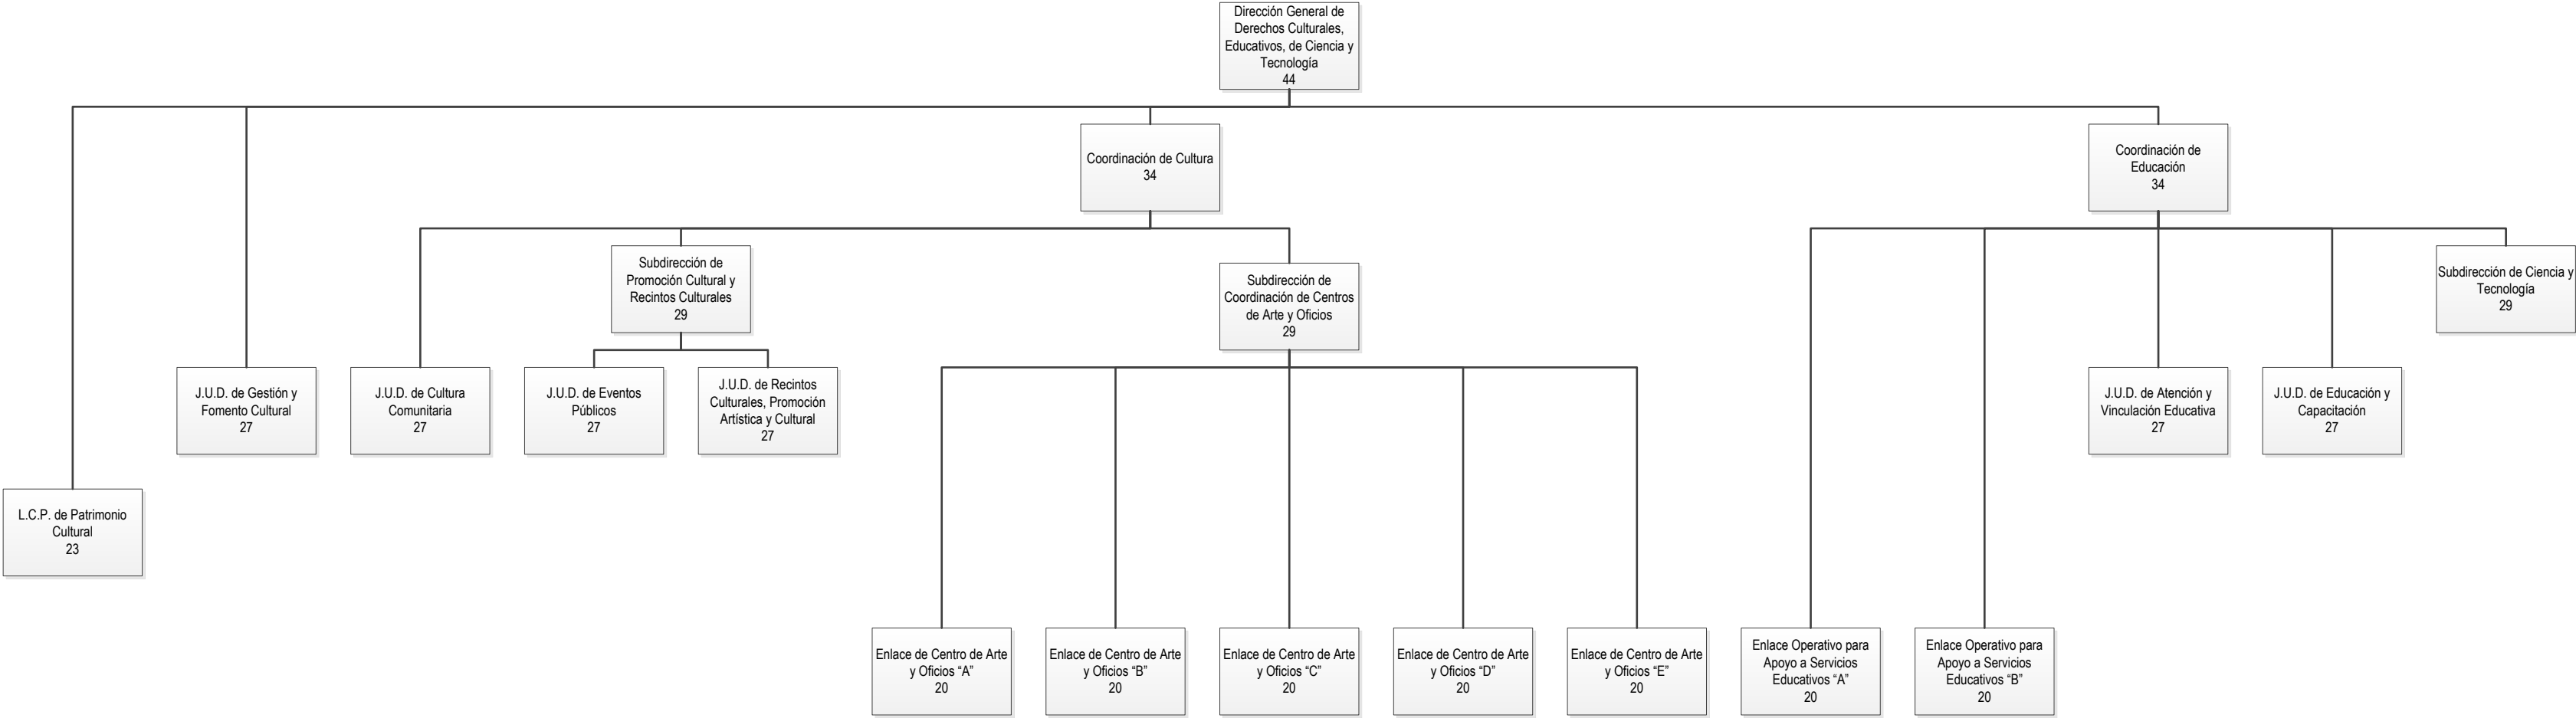 Dirección General de
Derechos Culturales,
Educativos, de Ciencia y
Tecnología
44
Coordinación de Cultura
34
Coordinación de
Educación
34
Subdirección de
Promoción Cultural y
Recintos Culturales
29
Subdirección de
Coordinación de Centros
de Arte y Oficios
29
Subdirección de Ciencia y
Tecnología
29
J.U.D. de Gestión y
Fomento Cultural
27
J.U.D. de Cultura
Comunitaria
27
J.U.D. de Eventos
Públicos
27
J.U.D. de Recintos
Culturales, Promoción
Artística y Cultural
27
J.U.D. de Atención y
Vinculación Educativa
27
J.U.D. de Educación y
Capacitación
27
L.C.P. de Patrimonio
Cultural
23
Enlace de Centro de Arte
y Oficios “A”
20
Enlace de Centro de Arte
y Oficios “B”
20
Enlace de Centro de Arte
y Oficios “C”
20
Enlace de Centro de Arte
y Oficios “D”
20
Enlace de Centro de Arte
y Oficios “E”
20
Enlace Operativo para
Apoyo a Servicios
Educativos “A”
20
Enlace Operativo para
Apoyo a Servicios
Educativos “B”
20